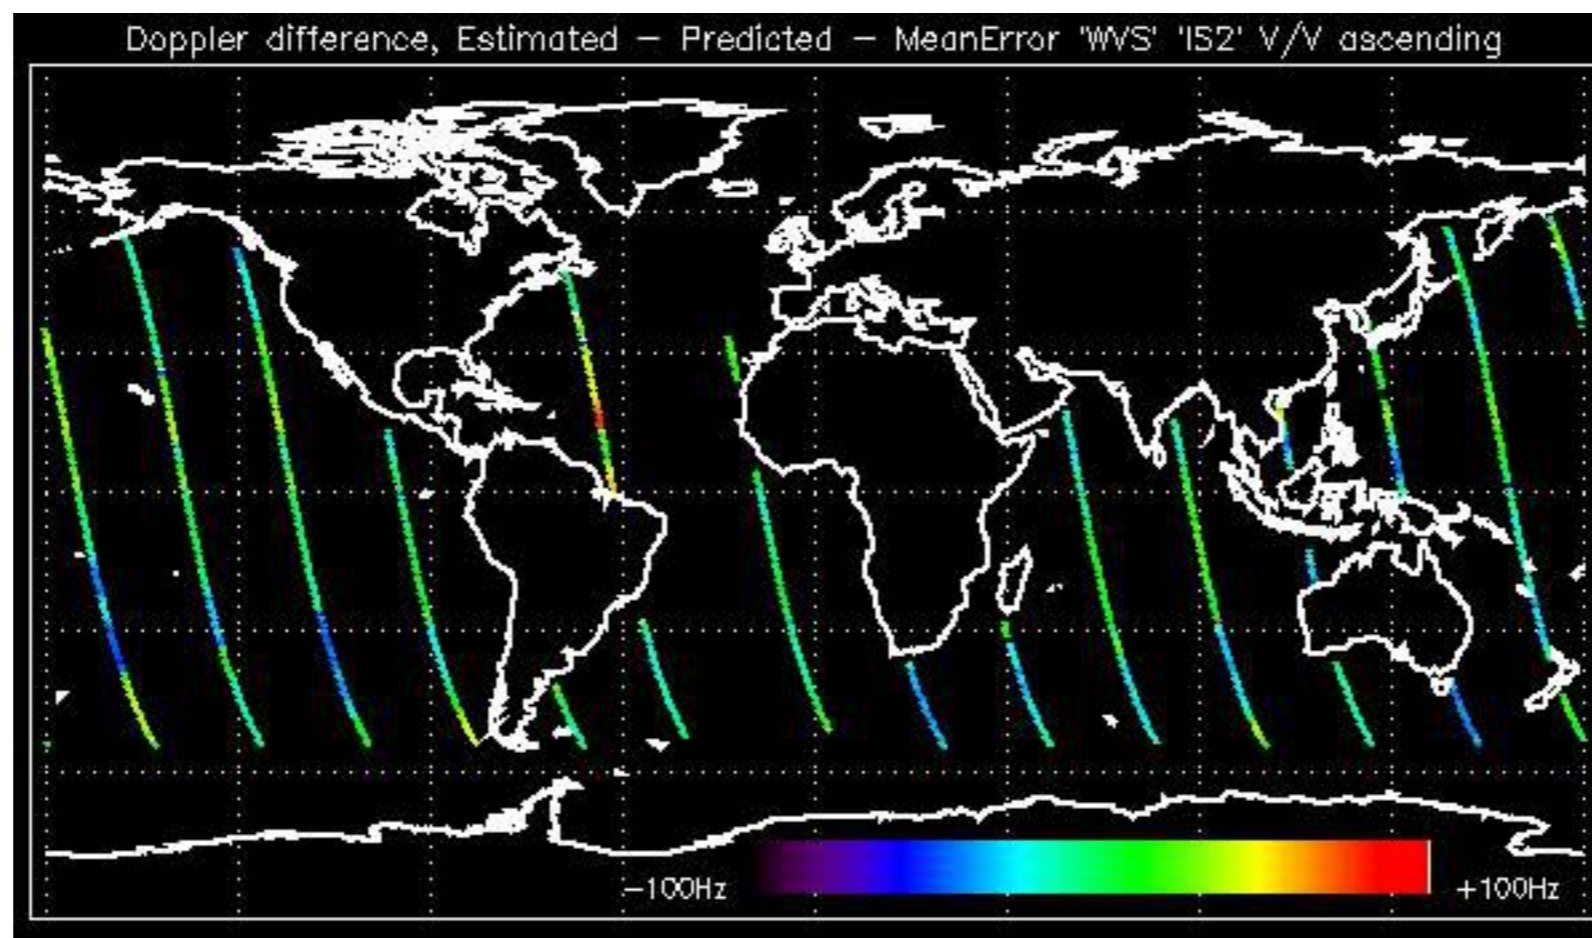 Doppler difference, Estimated – Predicted – MeanError 'WVS' 'IS2' V/V ascending
–100Hz
+100Hz